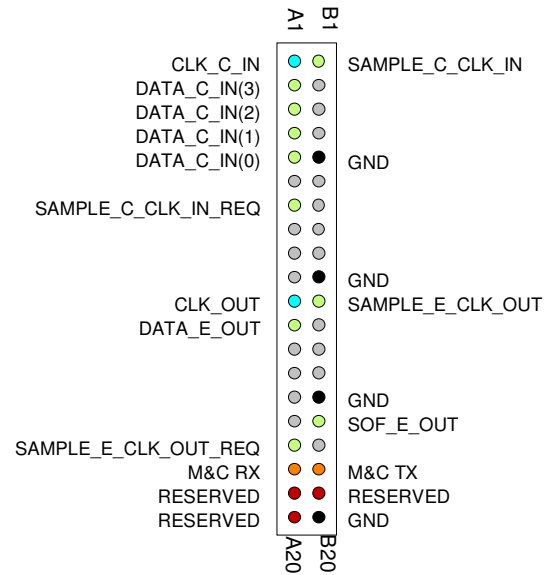 A1 B1
CLK_C_IN SAMPLE_C_CLK_IN
DATA_C_IN(3)
DATA_C_IN(2)
DATA_C_IN(1)
DATA_C_IN(0) GND
SAMPLE_C_CLK_IN_REQ
GND
CLK_OUT SAMPLE_E_CLK_OUT
DATA_E_OUT
GND
SOF_E_OUT
SAMPLE_E_CLK_OUT_REQ
M&C RX M&C TX
RESERVED RESERVED
RESERVED GND
A20 B20